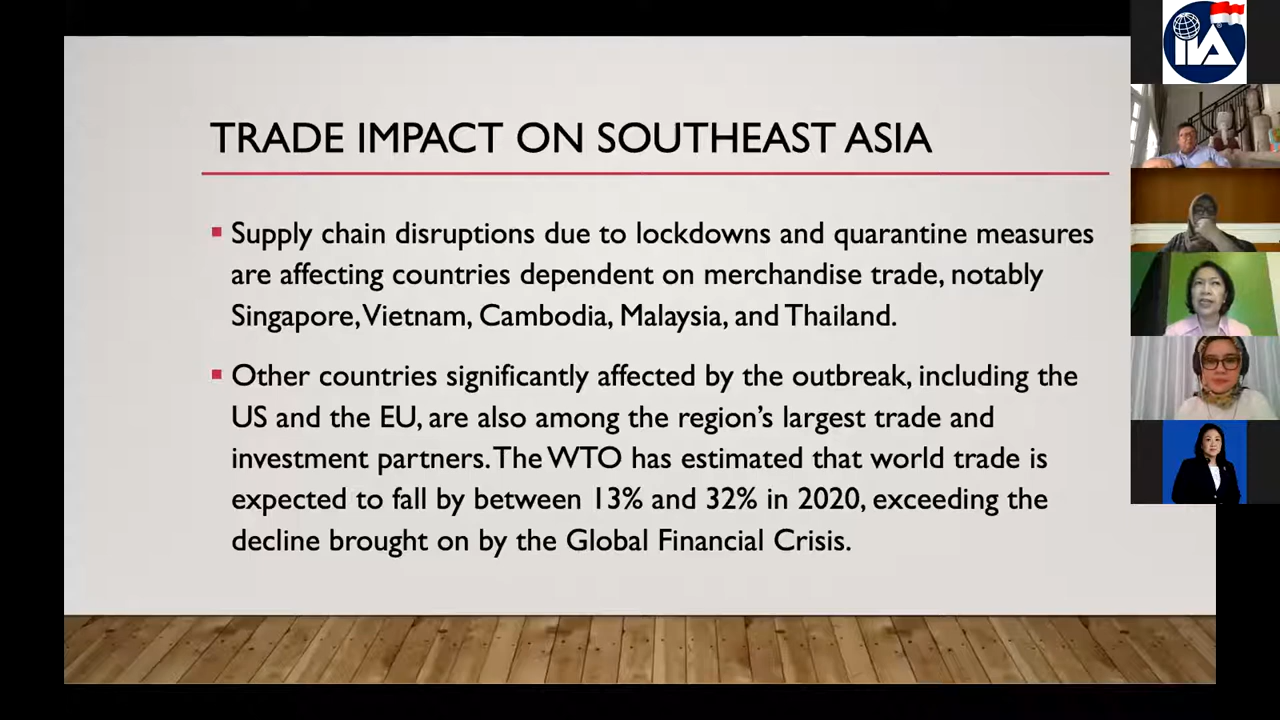 TRADE IMPACT ON SOUTHEAST ASIA
Supply chain disruptions due to lockdowns and quarantine measures
are affecting countries dependent on merchandise trade, notably
Singapore, Vietnam, Cambodia, Malaysia, and Thailand.
Other countries significantly affected by the outbreak, including the
US and the EU, are also among the region's largest trade and
investment partners. The WTO has estimated that world trade is
expected to fall by between 13% and 32% in 2020, exceeding the
decline brought on by the Global Financial Crisis.
IIA